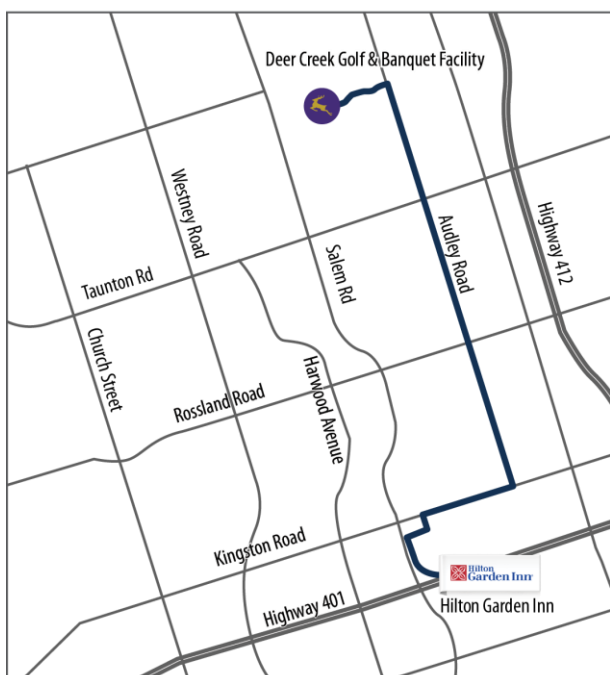 Deer Creek Golf & Banquet Facility
Westney Road
Highway 412
Audley Road
Salem Rd
Taunton Rd
Church Street
Harwood Avenue
Rossland Road
Kingston Road
Hilton
Garden Inn
Highway 401
Hilton Garden Inn